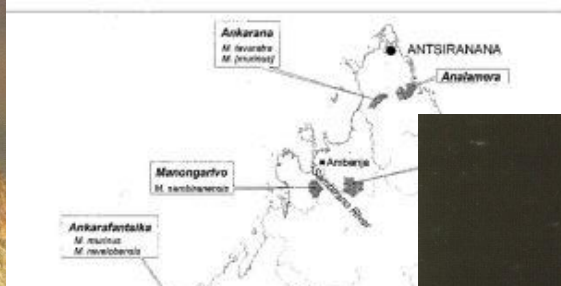 Ankarana
M. tavaratra
M. [murinus]
ANTSIRANANA
Analamera
Ambanja
Manongarivo
M. sambiranensis
Sambirano River
Ankarafantsika
M. murinus
M. ravelobensis